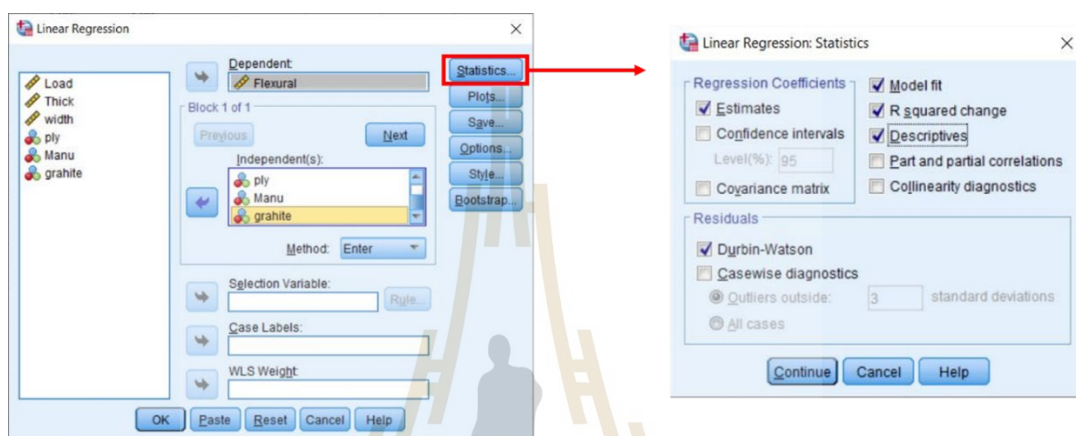 Linear Regression
Load
Thick
width
ply
Manu
grahite
Dependent:
Flexural
Block 1 of 1
Previous
Next
Independent(s):
ply
Manu
grahite
Method:
Enter
Selection Variable:
Rule...
Case Labels:
WLS Weight:
Statistics...
Plots...
Save...
Options...
Style...
Bootstrap...
OK
Paste
Reset
Cancel
Help
Linear Regression: Statistics
Regression Coefficients
Estimates
Confidence intervals
Level(%): 95
Covariance matrix
Model fit
R squared change
Descriptives
Part and partial correlations
Collinearity diagnostics
Residuals
Durbin-Watson
Casewise diagnostics
Outliers outside: 3 standard deviations
All cases
Continue
Cancel
Help